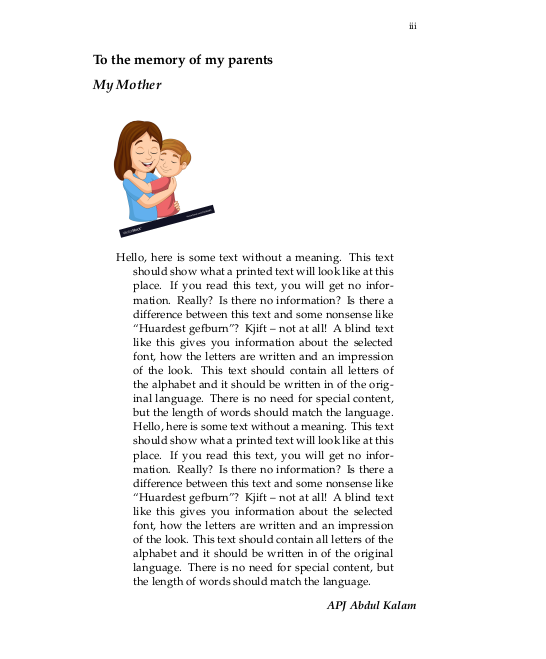 iii
To the memory of my parents
My Mother
Hello, here is some text without a meaning. This text
should show what a printed text will look like at this
place. If you read this text, you will get no infor-
mation. Really? Is there no information? Is there a
difference between this text and some nonsense like
“Huardest gefburn”? Kjift – not at all! A blind text
like this gives you information about the selected
font, how the letters are written and an impression
of the look. This text should contain all letters of
the alphabet and it should be written in of the orig-
inal language. There is no need for special content,
but the length of words should match the language.
Hello, here is some text without a meaning. This text
should show what a printed text will look like at this
place. If you read this text, you will get no infor-
mation. Really? Is there no information? Is there a
difference between this text and some nonsense like
“Huardest gefburn”? Kjift – not at all! A blind text
like this gives you information about the selected
font, how the letters are written and an impression
of the look. This text should contain all letters of the
alphabet and it should be written in of the original
language. There is no need for special content, but
the length of words should match the language.
APJ Abdul Kalam